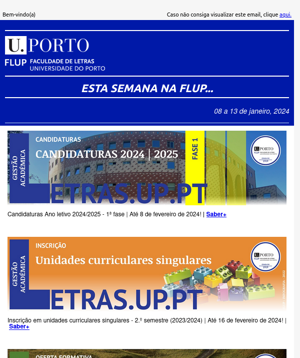 Bem-vindo(a)
Caso não consiga visualizar este email, clique aqui.
U. PORTO
FLUP FACULDADE DE LETRAS
UNIVERSIDADE DO PORTO
ESTA SEMANA NA FLUP...
08 a 13 de janeiro, 2024
GESTÃO ACADÉMICA
CANDIDATURAS
CANDIDATURAS 2024 | 2025
FASE 1
U.PORTO
ETRAS.UP.PT
Candidaturas Ano letivo 2024/2025 - 1ª fase | Até 8 de fevereiro de 2024! | Saber+
GESTÃO ACADÉMICA
INSCRIÇÃO
Unidades curriculares singulares
U.PORTO
ETRAS.UP.PT
Inscrição em unidades curriculares singulares - 2.º semestre (2023/2024) | Até 16 de fevereiro de 2024! |
Saber+
OFERTA FORMATIVA